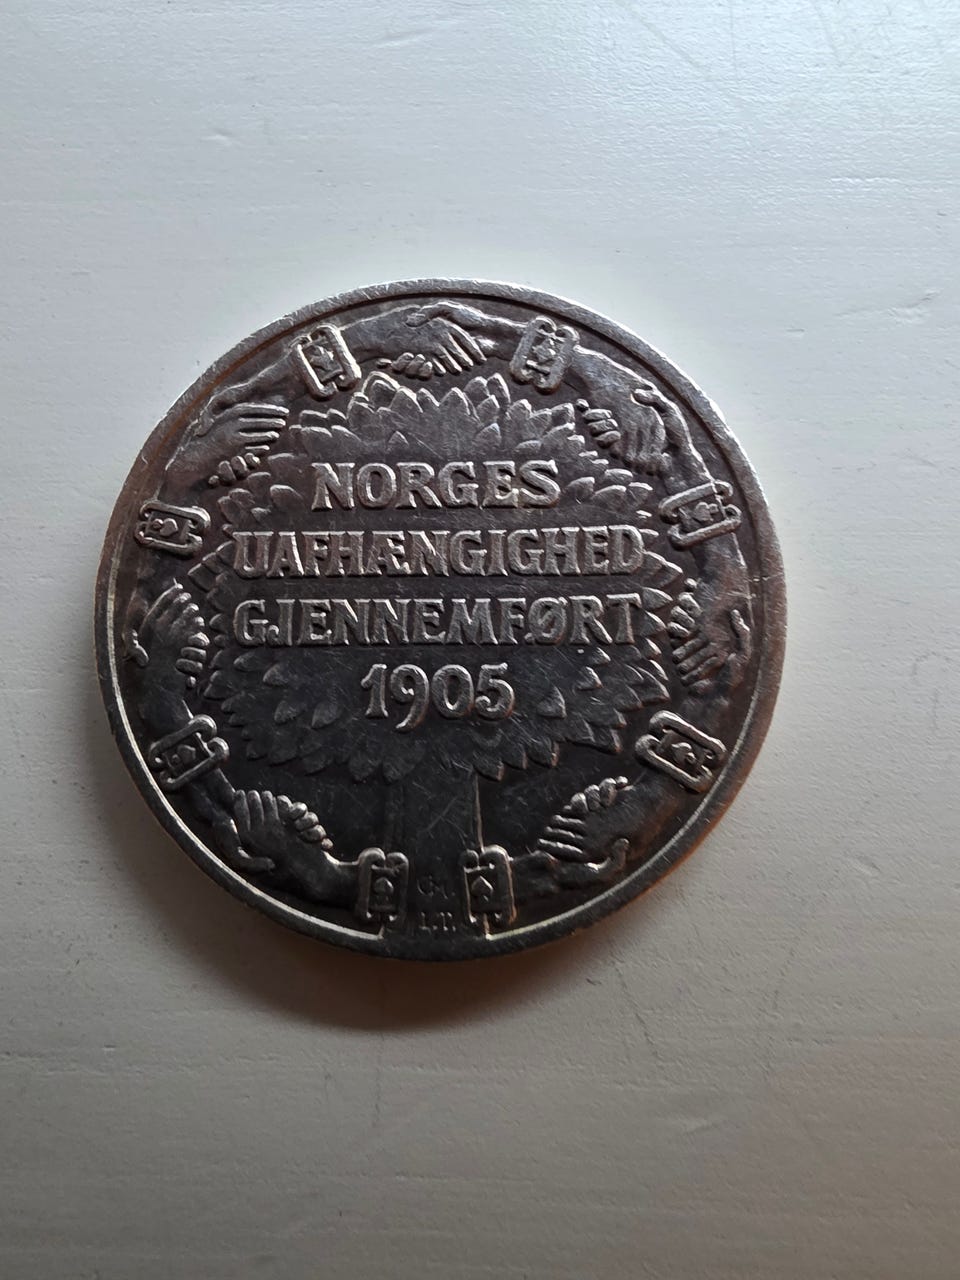 NORGES
UAFHÆNGIGHED
GJENNEMFØRT
1905
I.T.